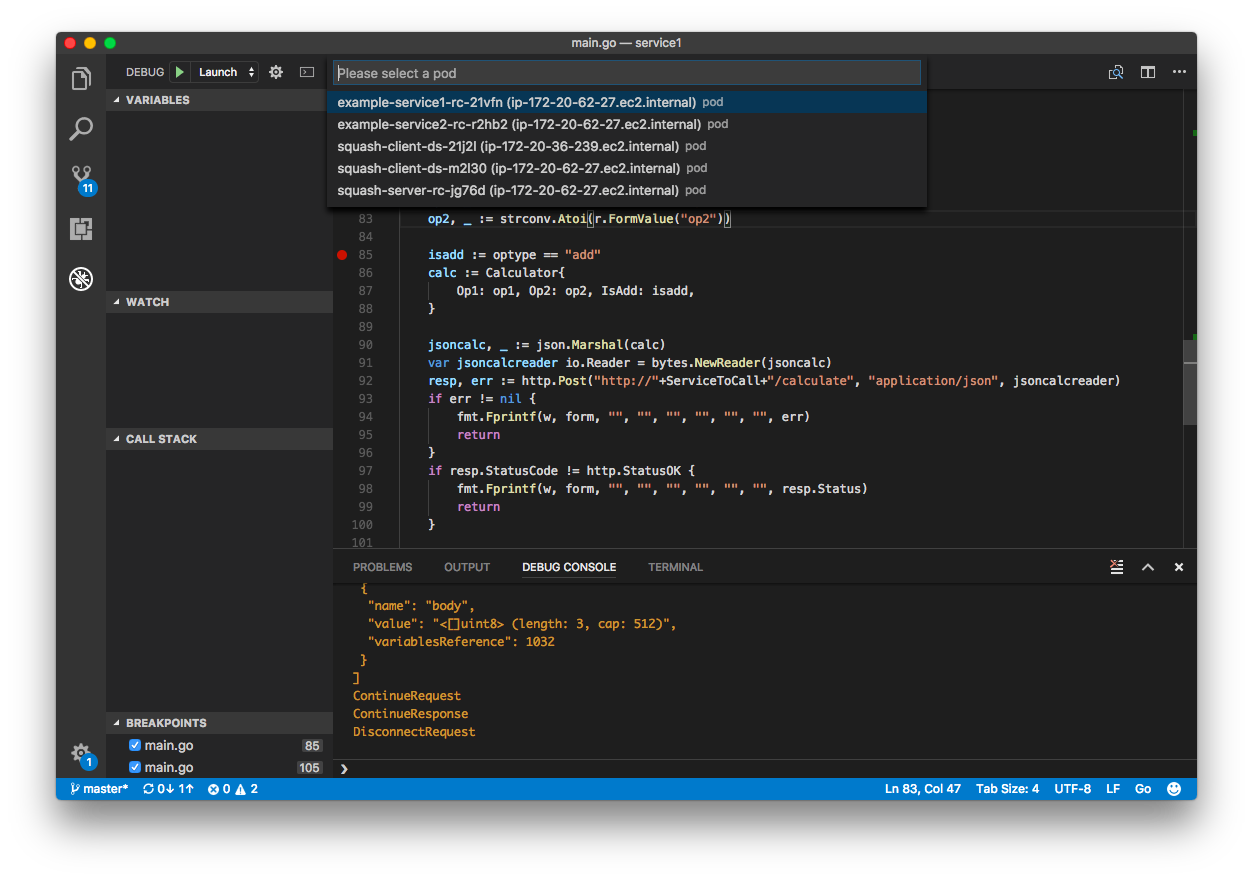 main.go — service1
DEBUG Launch
Please select a pod
VARIABLES
example-service1-rc-21vfn (ip-172-20-62-27.ec2.internal) pod
example-service2-rc-r2hb2 (ip-172-20-62-27.ec2.internal) pod
squash-client-ds-21j2l (ip-172-20-36-239.ec2.internal) pod
squash-client-ds-m2l30 (ip-172-20-62-27.ec2.internal) pod
squash-server-rc-jg76d (ip-172-20-62-27.ec2.internal) pod
11
WATCH
CALL STACK
83 op2, _ := strconv.Atoi(r.FormValue("op2"))
84
85 isadd := optype == "add"
86 calc := Calculator{
87 Op1: op1, Op2: op2, IsAdd: isadd,
88 }
89
90 jsoncalc, _ := json.Marshal(calc)
91 var jsoncalcreader io.Reader = bytes.NewReader(jsoncalc)
92 resp, err := http.Post("http://"+ServiceToCall+"/calculate", "application/json", jsoncalcreader)
93 if err != nil {
94 fmt.Fprintf(w, form, "", "", "", "", "", "", err)
95 return
96 }
97 if resp.StatusCode != http.StatusOK {
98 fmt.Fprintf(w, form, "", "", "", "", "", "", resp.Status)
99 return
100 }
101
PROBLEMS OUTPUT DEBUG CONSOLE TERMINAL
{
"name": "body",
"value": "<[]uint8> (length: 3, cap: 512)",
"variablesReference": 1032
}
]
ContinueRequest
ContinueResponse
DisconnectRequest
BREAKPOINTS
main.go 85
main.go 105
1
master* 0↓ 1↑ 0 2 Ln 83, Col 47 Tab Size: 4 UTF-8 LF Go